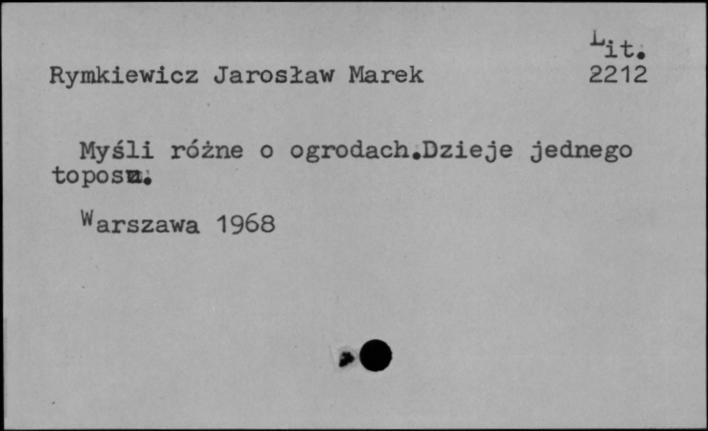 Lit.
Rymkiewicz Jarosław Marek 2212
Myśli różne o ogrodach.Dzieje jednego
toposu.
Warszawa 1968